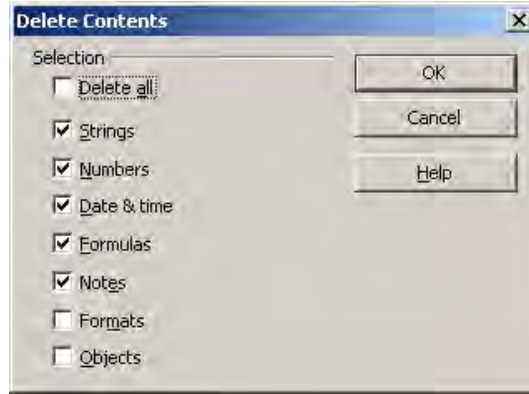 Delete Contents
Selection
Delete all
Strings
Numbers
Date & time
Formulas
Notes
Formats
Objects
OK
Cancel
Help